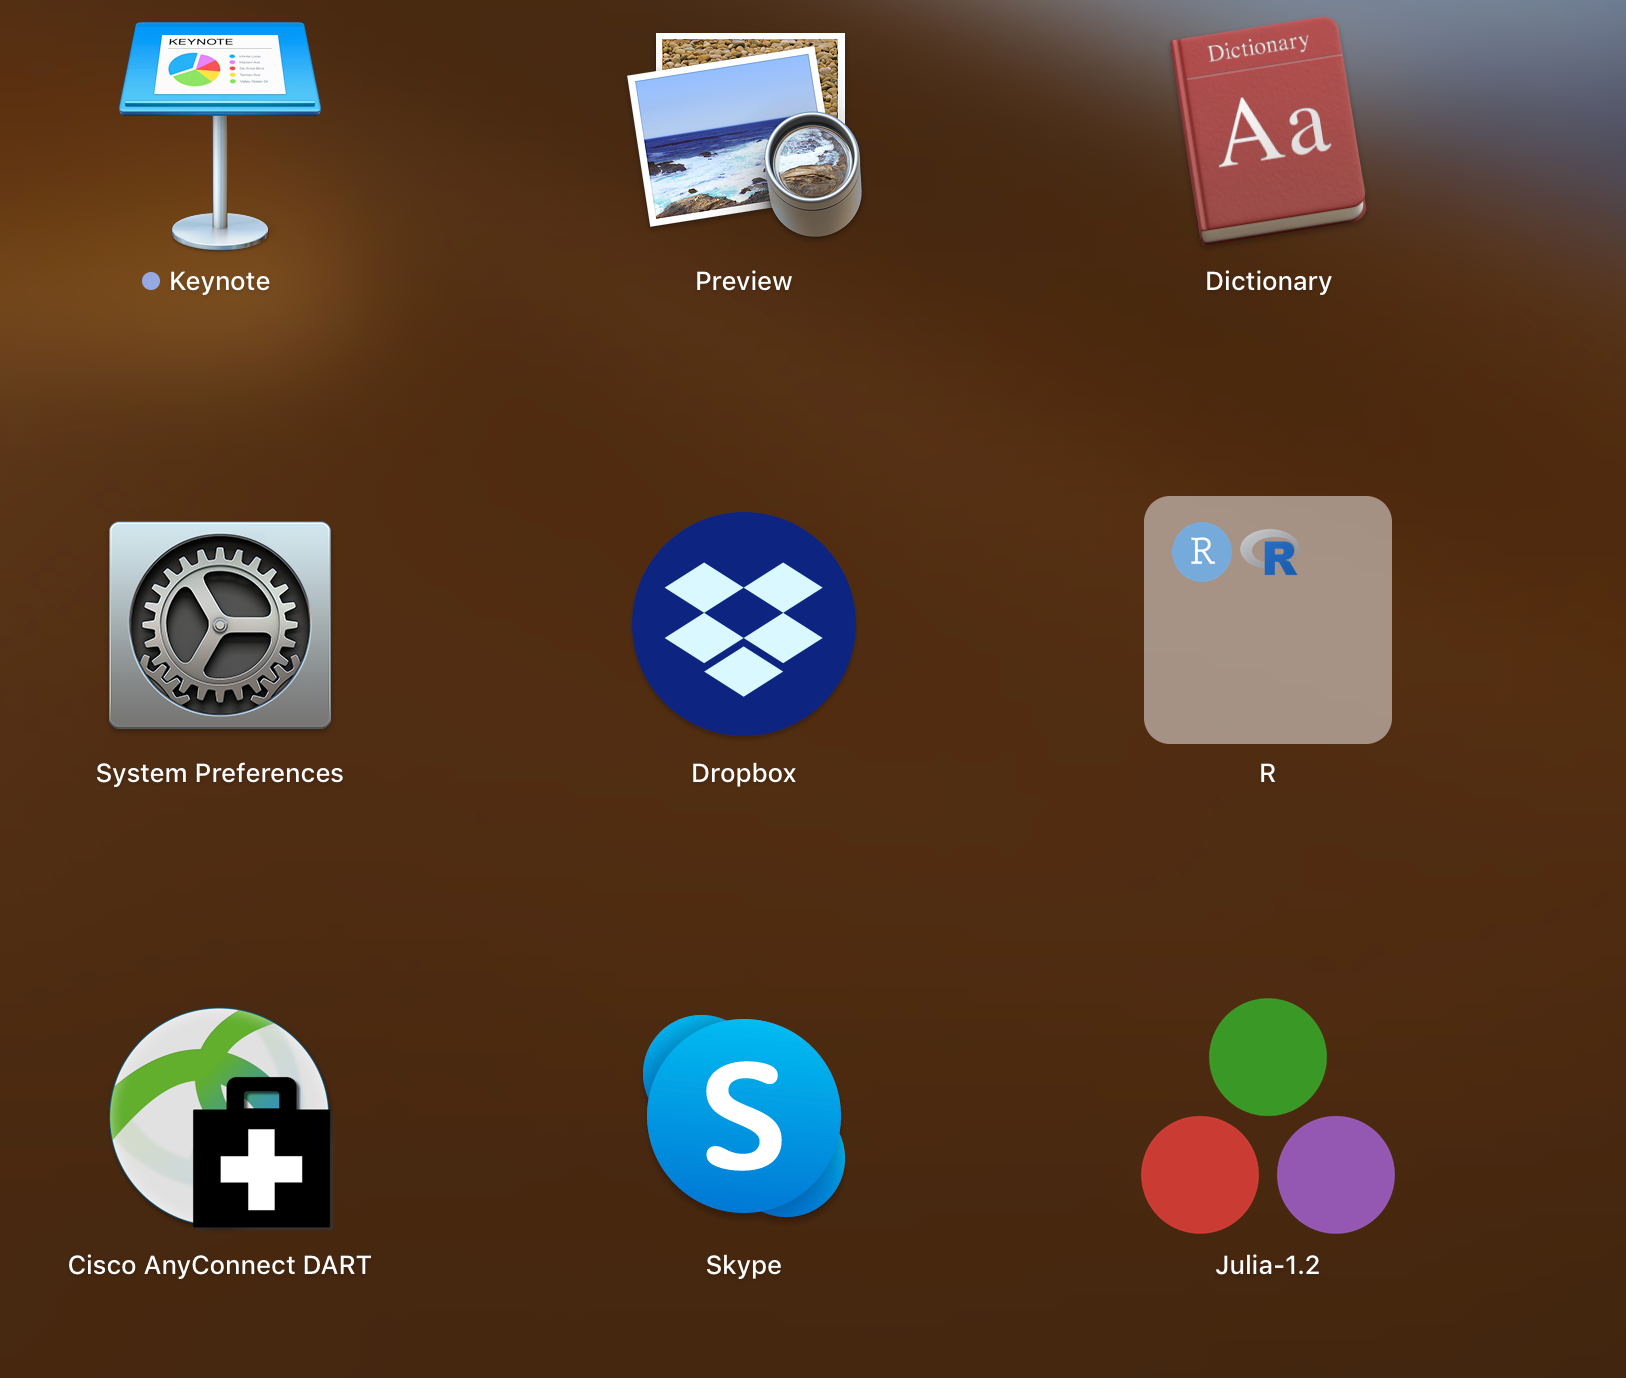 KEYNOTE
Keynote
Preview
Dictionary
Aa
Dictionary
System Preferences
Dropbox
R R
R
Cisco AnyConnect DART
S
Skype
Julia-1.2